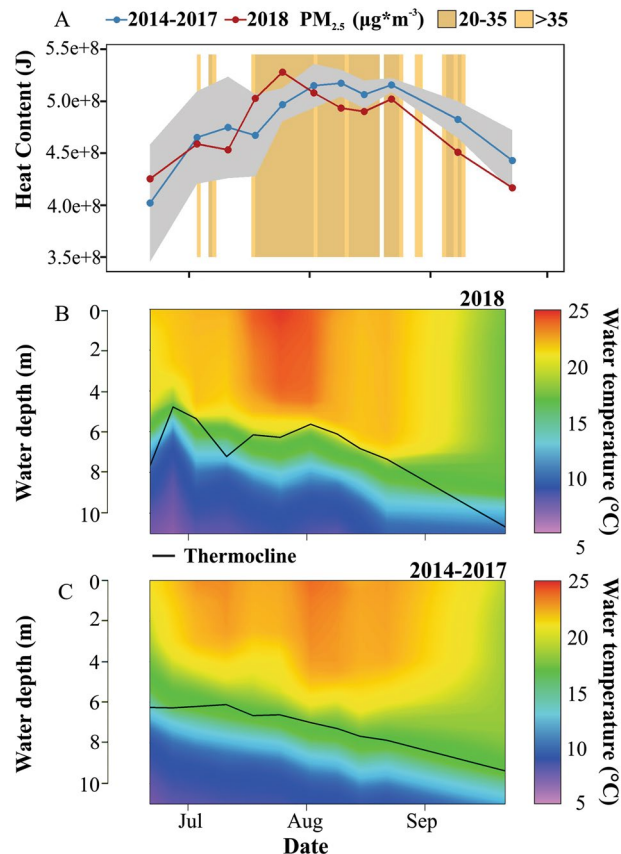 A 2014-2017 2018 PM2.5 (µg*m-3) 20-35 >35
Heat Content (J)
5.5e+8
5.0e+8
4.5e+8
4.0e+8
3.5e+8
B 2018
Water depth (m)
0
2
4
6
8
10
25
20
15
10
5
Water temperature (°C)
Thermocline
C 2014-2017
Water depth (m)
0
2
4
6
8
10
25
20
15
10
5
Water temperature (°C)
Jul Aug Sep
Date